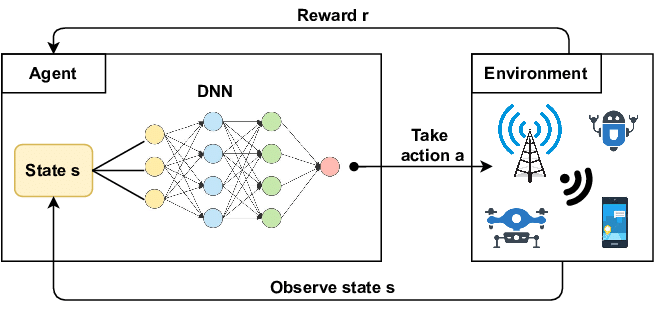 Reward r
Agent
Environment
DNN
State s
Take
action a
Observe state s